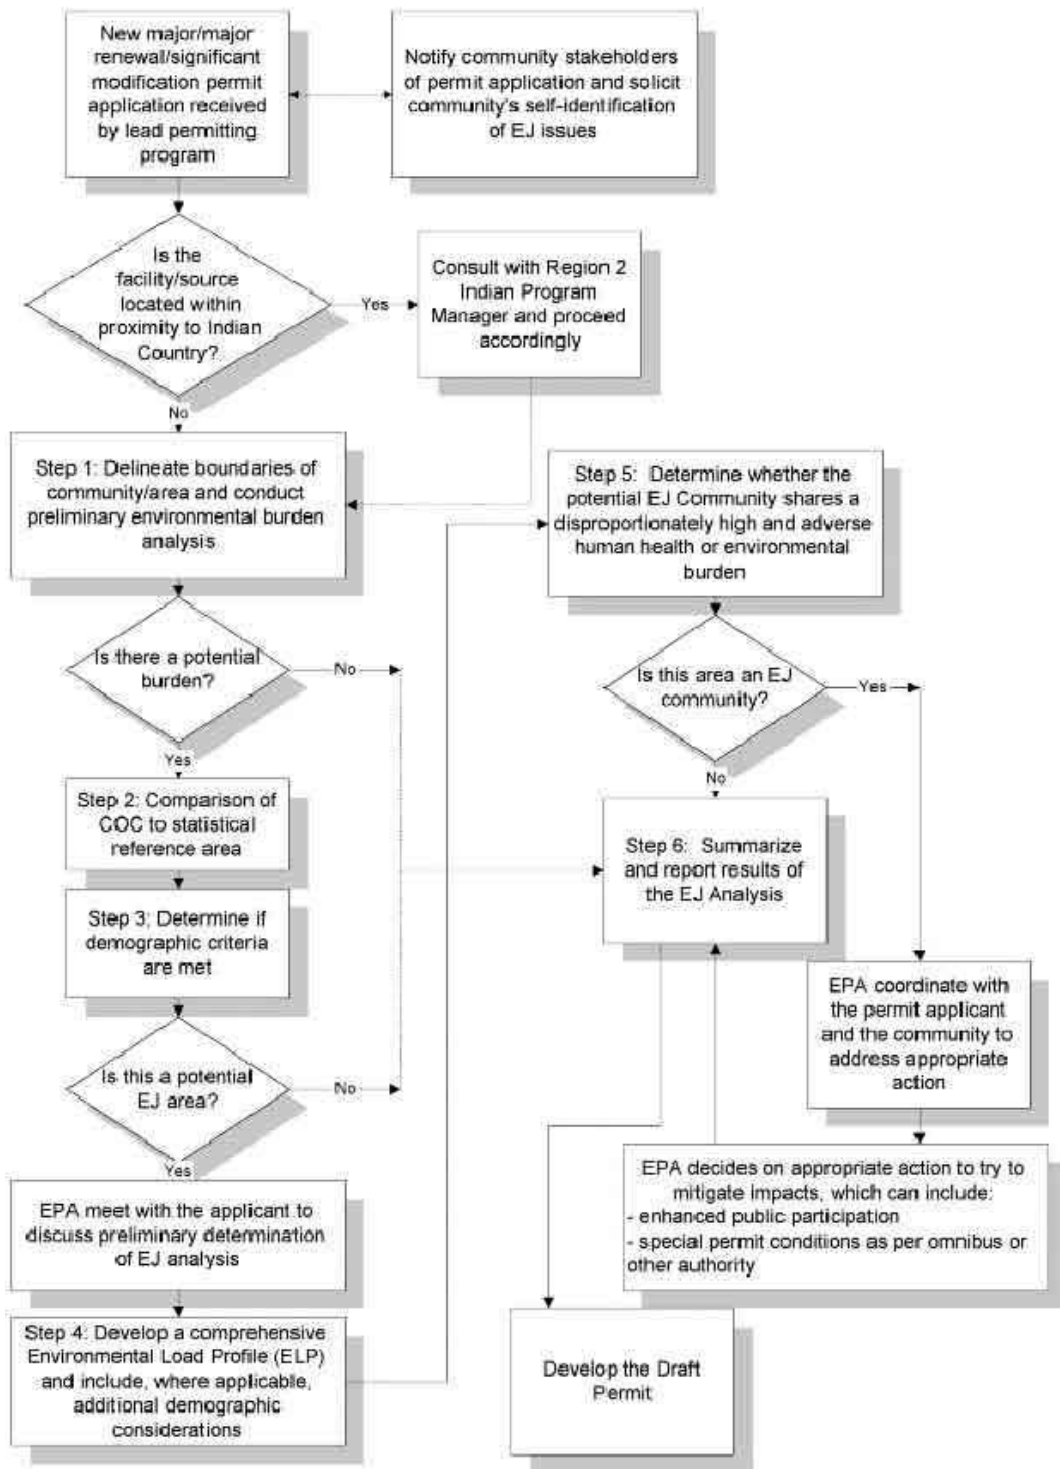 New major/major
renewal/significant
modification permit
application received
by lead permitting
program
Notify community stakeholders
of permit application and solicit
community's self-identification
of EJ issues
Is the
facility/source
located within
proximity to Indian
Country?
Yes
Consult with Region 2
Indian Program
Manager and proceed
accordingly
No
Step 1: Delineate boundaries of
community/area and conduct
preliminary environmental burden
analysis
Is there a potential
burden?
No
Yes
Step 2: Comparison of
COC to statistical
reference area
Step 3: Determine if
demographic criteria
are met
Is this a potential
EJ area?
No
Yes
EPA meet with the applicant to
discuss preliminary determination
of EJ analysis
Step 4: Develop a comprehensive
Environmental Load Profile (ELP)
and include, where applicable,
additional demographic
considerations
Step 5: Determine whether the
potential EJ Community shares a
disproportionately high and adverse
human health or environmental
burden
Is this area an EJ
community?
Yes
No
Step 6: Summarize
and report results of
the EJ Analysis
EPA coordinate with
the permit applicant
and the community to
address appropriate
action
EPA decides on appropriate action to try to
mitigate impacts, which can include:
- enhanced public participation
- special permit conditions as per omnibus or
other authority
Develop the Draft
Permit